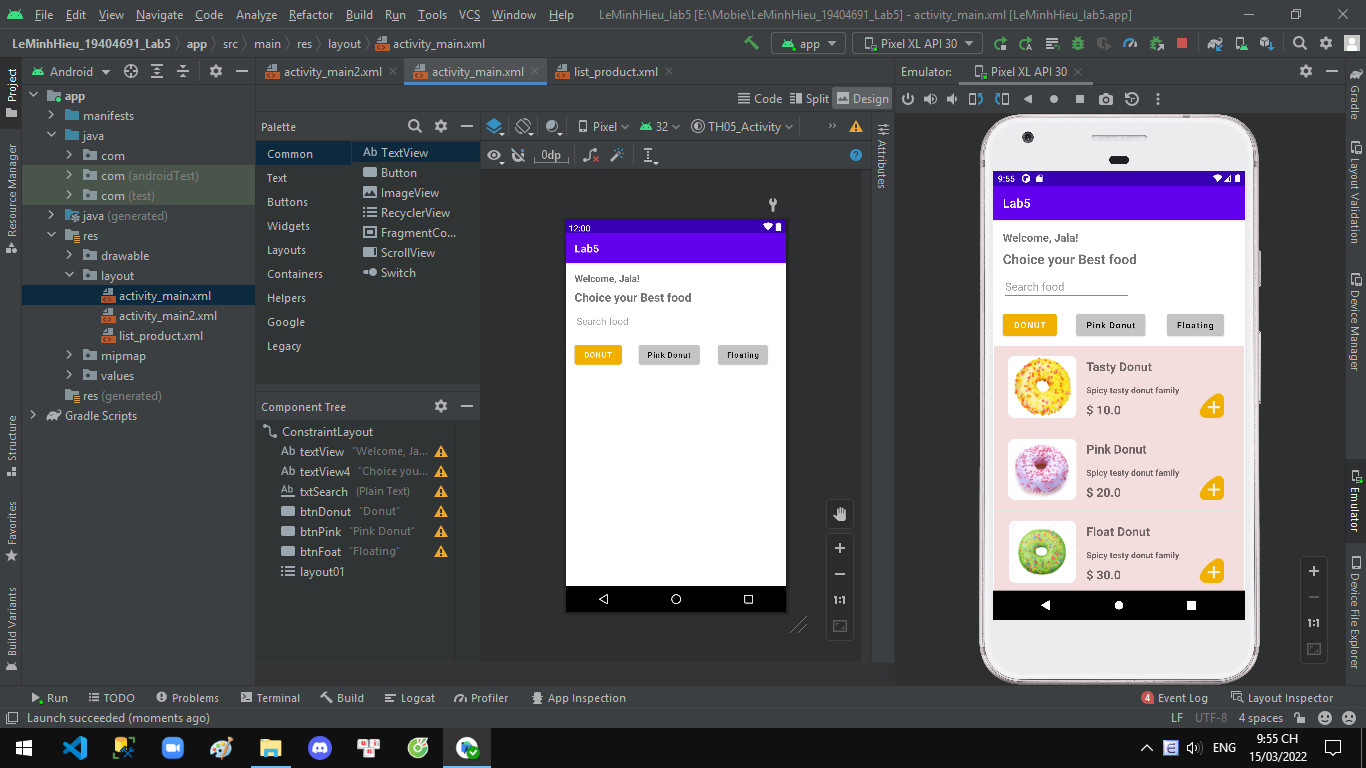 File Edit View Navigate Code Analyze Refactor Build Run Tools VCS Window Help LeMinhHieu_lab5 [E:\Mobie\LeMinhHieu_19404691_Lab5] - activity_main.xml [LeMinhHieu_lab5.app]
LeMinhHieu_19404691_Lab5 app src main res layout activity_main.xml app Pixel XL API 30
Project
Resource Manager
Structure
Favorites
Build Variants
Android
app
manifests
java
com
com (androidTest)
com (test)
java (generated)
res
drawable
layout
activity_main.xml
activity_main2.xml
list_product.xml
mipmap
values
res (generated)
Gradle Scripts
activity_main2.xml activity_main.xml list_product.xml
Code Split Design
Palette
Common
Text
Buttons
Widgets
Layouts
Containers
Helpers
Google
Legacy
Ab TextView
Button
ImageView
RecyclerView
FragmentCo...
ScrollView
Switch
Component Tree
ConstraintLayout
Ab textView "Welcome, Ja...
Ab textView4 "Choice you...
Ab txtSearch (Plain Text)
btnDonut "Donut"
btnPink "Pink Donut"
btnFoat "Floating"
layout01
Pixel 32 TH05_Activity
0dp
12:00
Lab5
Welcome, Jala!
Choice your Best food
Search food
DONUT Pink Donut Floating
1:1
Attributes
Emulator: Pixel XL API 30
9:55
Lab5
Welcome, Jala!
Choice your Best food
Search food
DONUT Pink Donut Floating
Tasty Donut
Spicy testy donut family
$ 10.0
Pink Donut
Spicy testy donut family
$ 20.0
Float Donut
Spicy testy donut family
$ 30.0
1:1
Gradle
Layout Validation
Device Manager
Emulator
Device File Explorer
Run TODO Problems Terminal Build Logcat Profiler App Inspection 4 Event Log Layout Inspector
Launch succeeded (moments ago) LF UTF-8 4 spaces
ENG
9:55 CH
15/03/2022